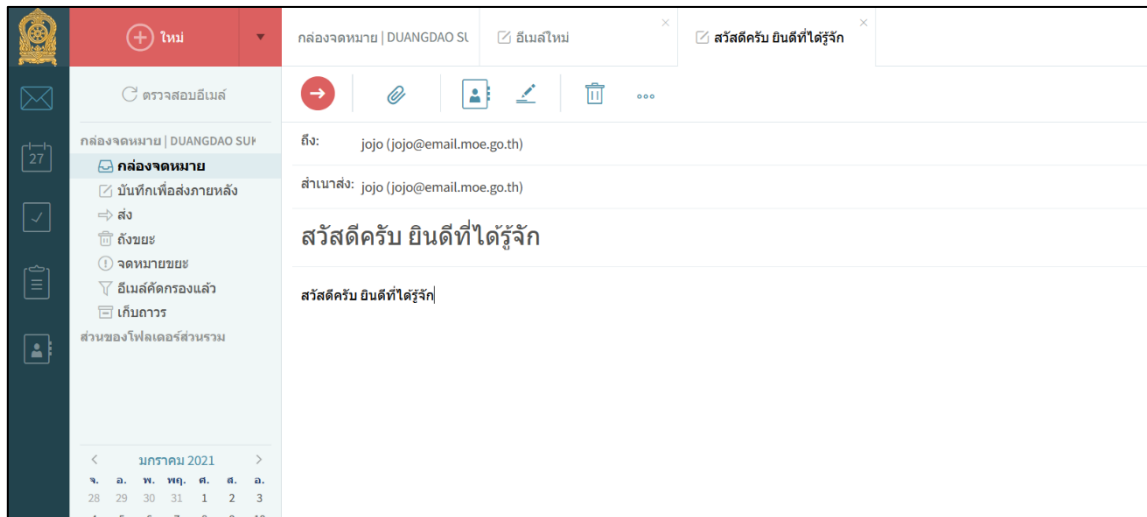 ใหม่
กล่องจดหมาย | DUANGDAO SU
อีเมล์ใหม่
สวัสดีครับ ยินดีที่ได้รู้จัก
ตรวจสอบอีเมล์
27
กล่องจดหมาย | DUANGDAO SUK
กล่องจดหมาย
บันทึกเพื่อส่งภายหลัง
ส่ง
ถังขยะ
จดหมายขยะ
อีเมล์คัดกรองแล้ว
เก็บถาวร
ส่วนของโฟลเดอร์ส่วนรวม
มกราคม 2021
จ. อ. พ. พฤ. ศ. ส. อ.
28 29 30 31 1 2 3
ถึง: jojo (jojo@email.moe.go.th)
สำเนาส่ง: jojo (jojo@email.moe.go.th)
สวัสดีครับ ยินดีที่ได้รู้จัก
สวัสดีครับ ยินดีที่ได้รู้จัก